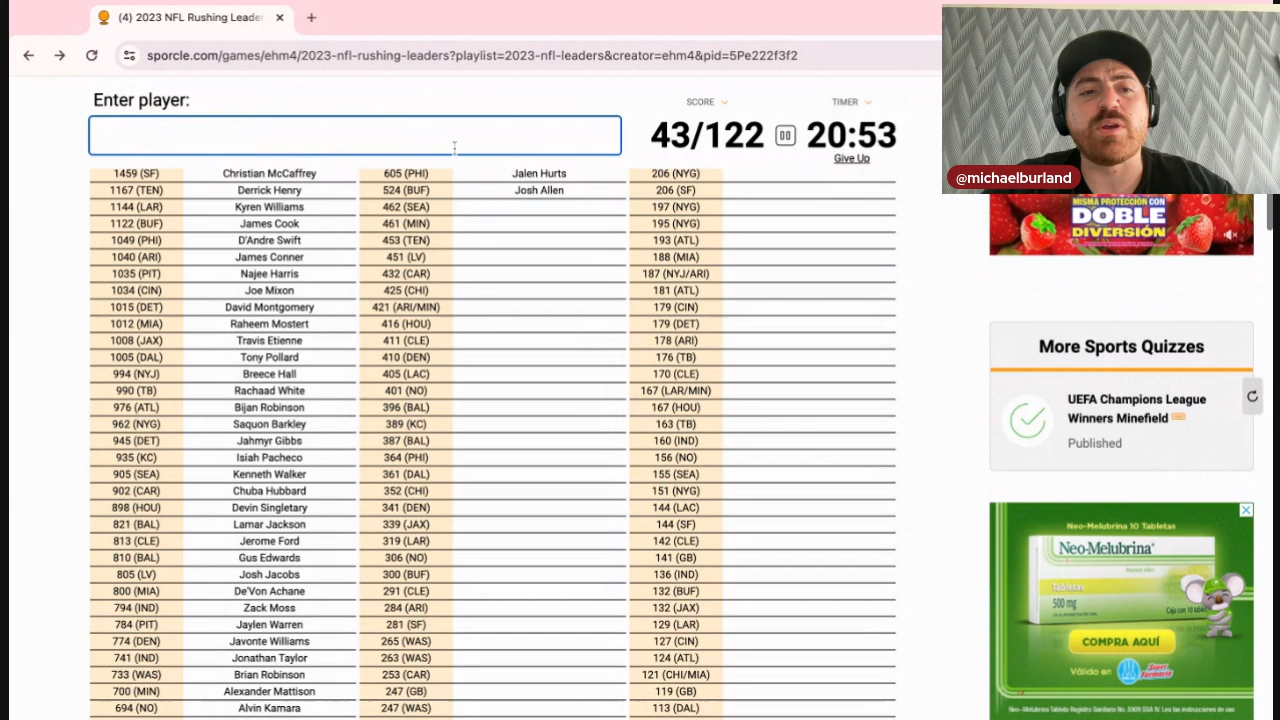 (4) 2023 NFL Rushing Leade
sporcle.com/games/ehm4/2023-nfl-rushing-leaders?playlist=2023-nfl-leaders&creator=ehm4&pid=5Pe222f3f2
@michaelburland
Enter player:
SCORE
TIMER
43/122
20:53
Give Up
1459 (SF) Christian McCaffrey 605 (PHI) Jalen Hurts 206 (NYG)
1167 (TEN) Derrick Henry 524 (BUF) Josh Allen 206 (SF)
1144 (LAR) Kyren Williams 462 (SEA) 197 (NYG)
1122 (BUF) James Cook 461 (MIN) 195 (NYG)
1049 (PHI) D'Andre Swift 453 (TEN) 193 (ATL)
1040 (ARI) James Conner 451 (LV) 188 (MIA)
1035 (PIT) Najee Harris 432 (CAR) 187 (NYJ/ARI)
1034 (CIN) Joe Mixon 425 (CHI) 181 (ATL)
1015 (DET) David Montgomery 421 (ARI/MIN) 179 (CIN)
1012 (MIA) Raheem Mostert 416 (HOU) 179 (DET)
1008 (JAX) Travis Etienne 411 (CLE) 178 (ARI)
1005 (DAL) Tony Pollard 410 (DEN) 176 (TB)
994 (NYJ) Breece Hall 405 (LAC) 170 (CLE)
990 (TB) Rachaad White 401 (NO) 167 (LAR/MIN)
976 (ATL) Bijan Robinson 396 (BAL) 167 (HOU)
962 (NYG) Saquon Barkley 389 (KC) 163 (TB)
945 (DET) Jahmyr Gibbs 387 (BAL) 160 (IND)
935 (KC) Isiah Pacheco 364 (PHI) 156 (NO)
905 (SEA) Kenneth Walker 361 (DAL) 155 (SEA)
902 (CAR) Chuba Hubbard 352 (CHI) 151 (NYG)
898 (HOU) Devin Singletary 341 (DEN) 144 (LAC)
821 (BAL) Lamar Jackson 339 (JAX) 144 (SF)
813 (CLE) Jerome Ford 319 (LAR) 142 (CLE)
810 (BAL) Gus Edwards 306 (NO) 141 (GB)
805 (LV) Josh Jacobs 300 (BUF) 136 (IND)
800 (MIA) De'Von Achane 291 (CLE) 132 (BUF)
794 (IND) Zack Moss 284 (ARI) 132 (JAX)
784 (PIT) Jaylen Warren 281 (SF) 129 (LAR)
774 (DEN) Javonte Williams 265 (WAS) 127 (CIN)
741 (IND) Jonathan Taylor 263 (WAS) 124 (ATL)
733 (WAS) Brian Robinson 253 (CAR) 121 (CHI/MIA)
700 (MIN) Alexander Mattison 247 (GB) 119 (GB)
694 (NO) Alvin Kamara 247 (WAS) 113 (DAL)
MISMA PROTECCIÓN CON
DOBLE
DIVERSIÓN
More Sports Quizzes
UEFA Champions League
Winners Minefield
Published
Neo-Melubrina 10 Tabletas
Neo-Melubrina
Tabletas
500 mg
COMPRA AQUÍ
Válido en